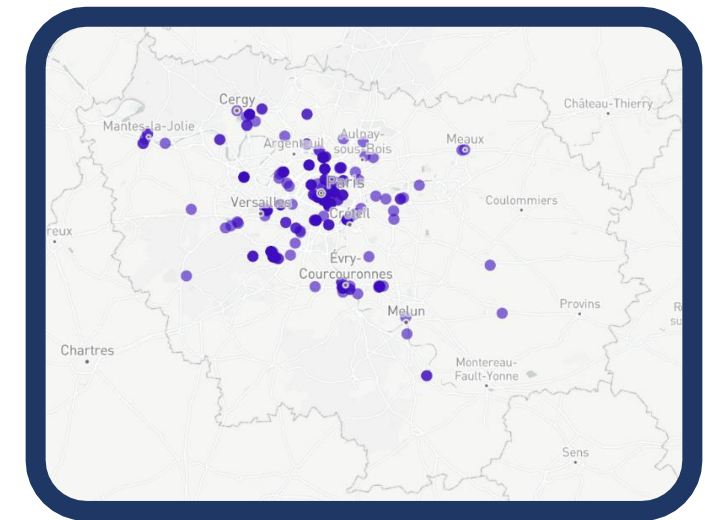 Cergy
Château-Thierry
Mantes-la-Jolie
Aulnay-
sous-Bois
Meaux
Paris
Coulommiers
Versailles
Créteil
reux
Évry-
Courcouronnes
Melun
Provins
Chartres
Montereau-
Fault-Yonne
Sens